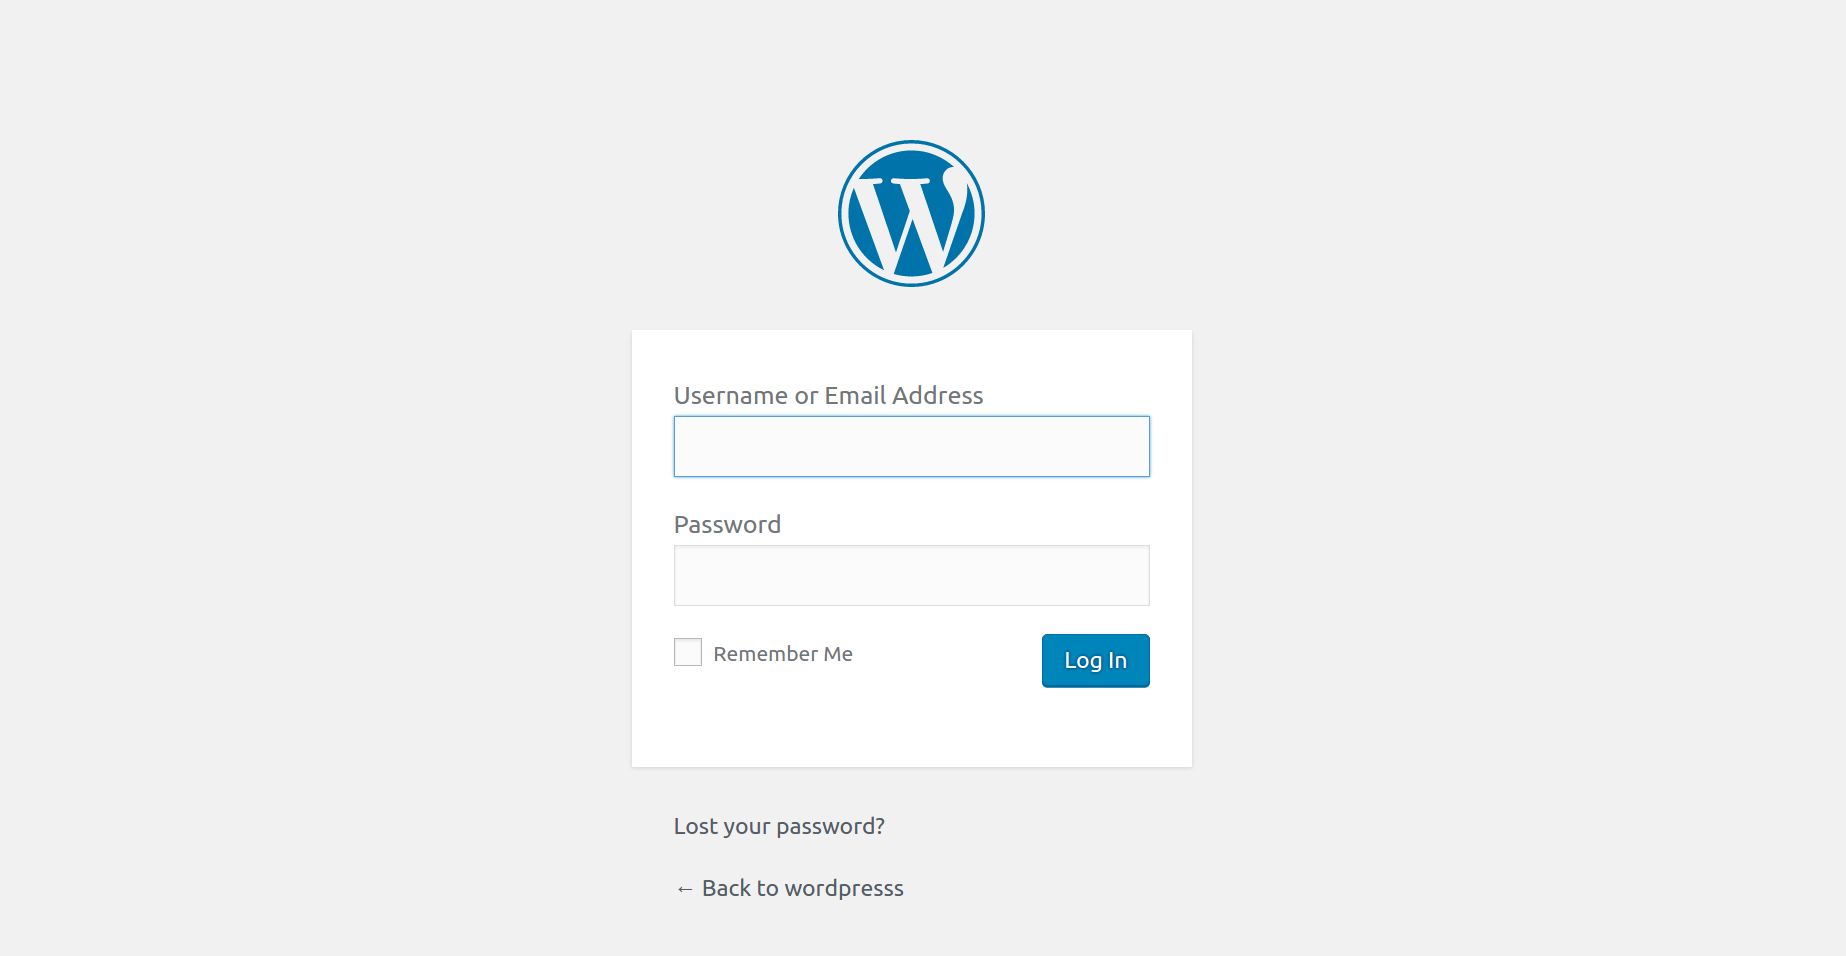 Username or Email Address
Password
Remember Me
Log In
Lost your password?
← Back to wordpresss